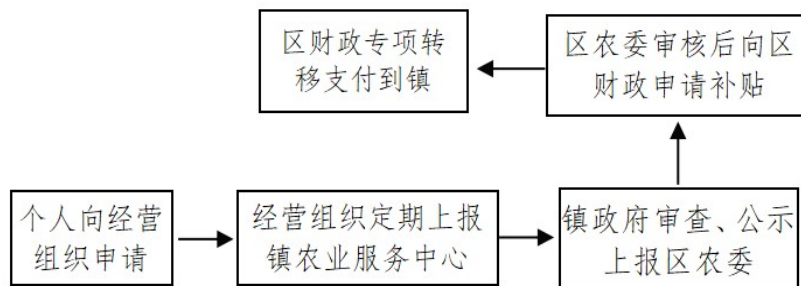 区财政专项转
移支付到镇
区农委审核后向区
财政申请补贴
个人向经营
组织申请
经营组织定期上报
镇农业服务中心
镇政府审查、公示
上报区农委